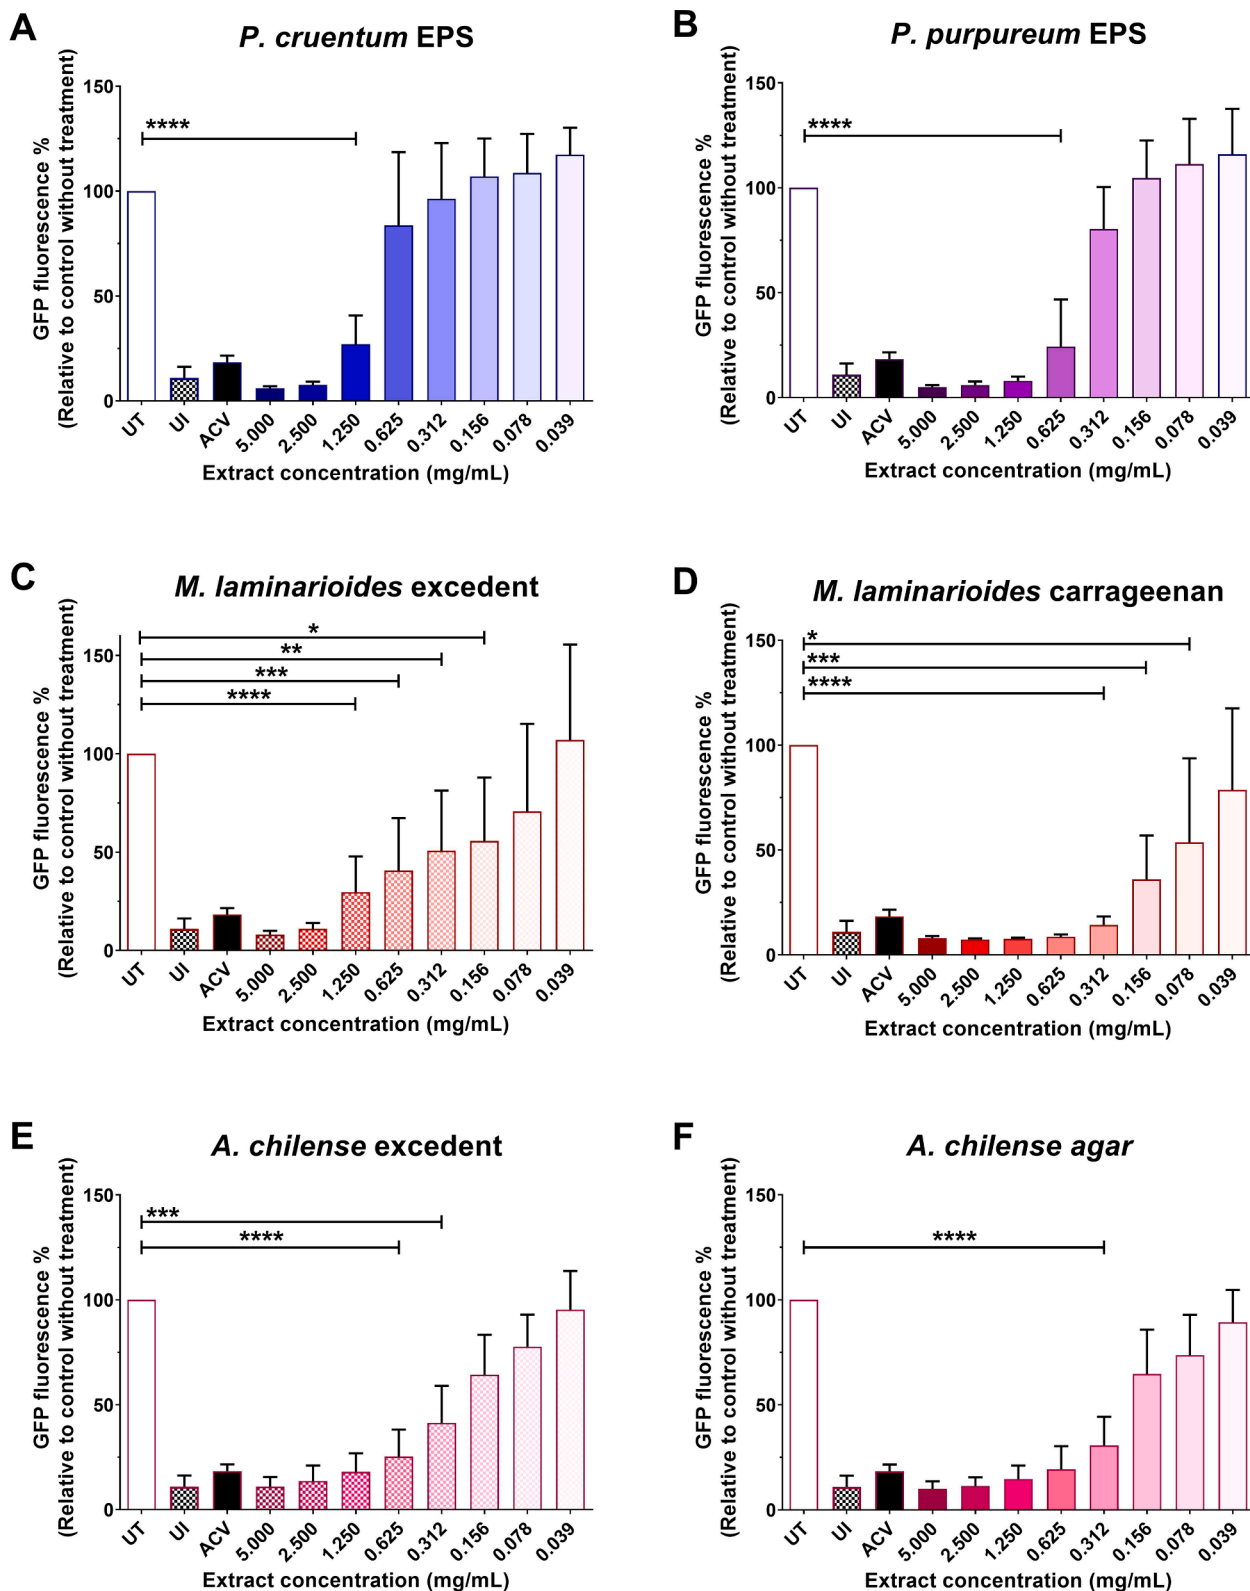 A
P. cruentum EPS
GFP fluorescence %
(Relative to control without treatment)
150
100
50
0
****
UT
UI
ACV
5.000
2.500
1.250
0.625
0.312
0.156
0.078
0.039
Extract concentration (mg/mL)
B
P. purpureum EPS
GFP fluorescence %
(Relative to control without treatment)
150
100
50
0
****
UT
UI
ACV
5.000
2.500
1.250
0.625
0.312
0.156
0.078
0.039
Extract concentration (mg/mL)
C
M. laminarioides excedent
GFP fluorescence %
(Relative to control without treatment)
150
100
50
0
*
**
***
****
UT
UI
ACV
5.000
2.500
1.250
0.625
0.312
0.156
0.078
0.039
Extract concentration (mg/mL)
D
M. laminarioides carrageenan
GFP fluorescence %
(Relative to control without treatment)
150
100
50
0
*
***
****
UT
UI
ACV
5.000
2.500
1.250
0.625
0.312
0.156
0.078
0.039
Extract concentration (mg/mL)
E
A. chilense excedent
GFP fluorescence %
(Relative to control without treatment)
150
100
50
0
***
****
UT
UI
ACV
5.000
2.500
1.250
0.625
0.312
0.156
0.078
0.039
Extract concentration (mg/mL)
F
A. chilense agar
GFP fluorescence %
(Relative to control without treatment)
150
100
50
0
****
UT
UI
ACV
5.000
2.500
1.250
0.625
0.312
0.156
0.078
0.039
Extract concentration (mg/mL)